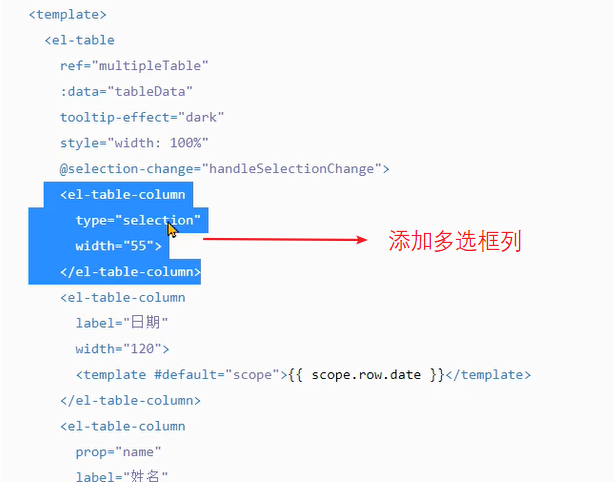 <template>
<el-table
ref="multipleTable"
:data="tableData"
tooltip-effect="dark"
style="width: 100%"
@selection-change="handleSelectionChange">
<el-table-column
type="selection"
width="55">
</el-table-column>
添加多选框列
<el-table-column
label="日期"
width="120">
<template #default="scope">{{ scope.row.date }}</template>
</el-table-column>
<el-table-column
prop="name"
label="姓名"